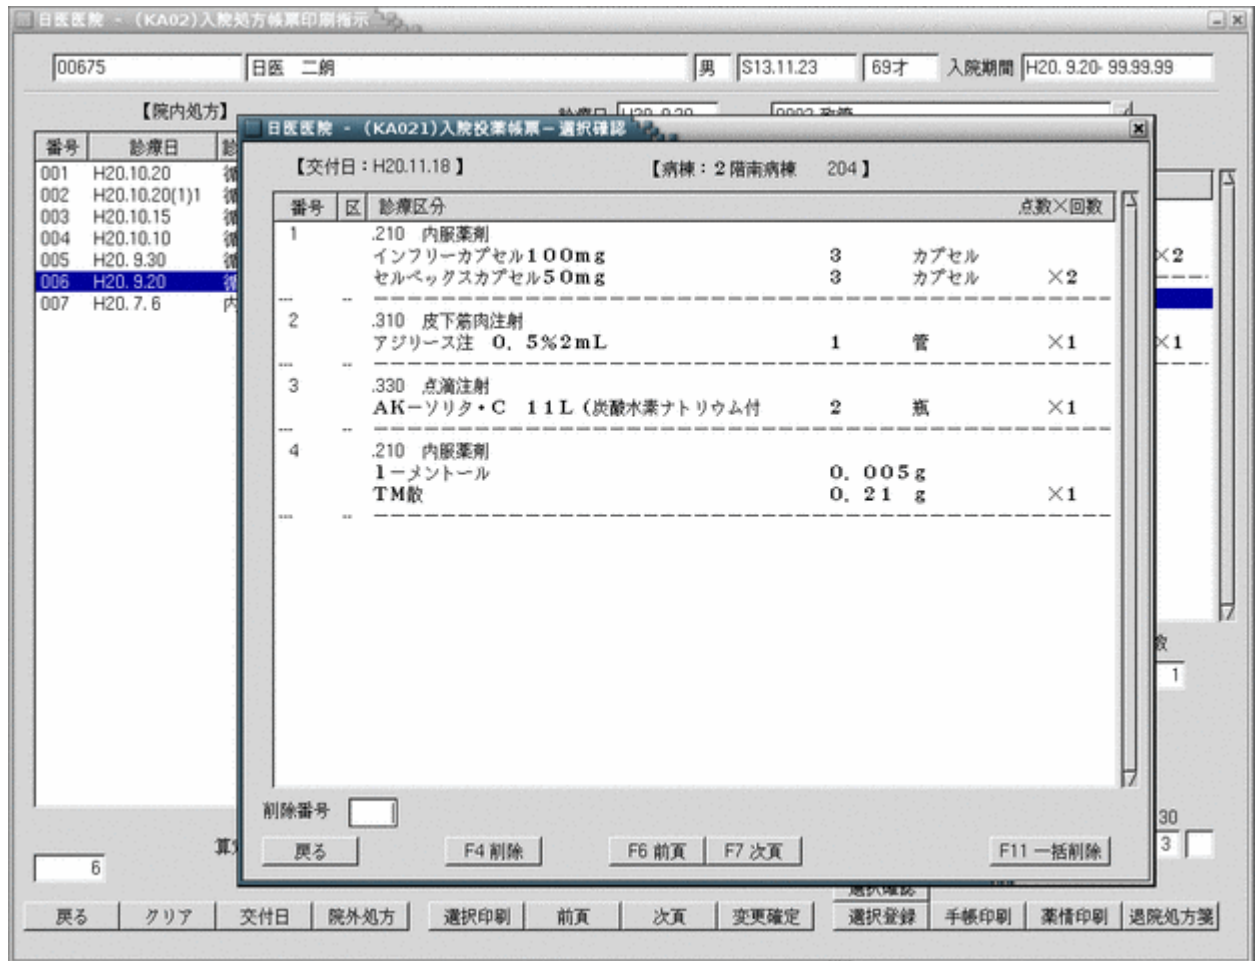 日医医院 - (KA02)入院処方帳票印刷指示
00675 日医 二朗 男 S13.11.23 69才 入院期間 H20. 9.20- 99.99.99
【院内処方】
番号 診療日
001 H20.10.20
002 H20.10.20(1)1
003 H20.10.15
004 H20.10.10
005 H20. 9.30
006 H20. 9.20
007 H20. 7. 6
×2
×1
1
30
3
6
日医医院 - (KA021)入院投薬帳票－選択確認
【交付日：H20.11.18 】 【病棟：２階南病棟 204 】
番号 区 診療区分 点数×回数
1 .210 内服薬剤
インフリーカプセル１００ｍｇ 3 カプセル
セルベックスカプセル５０ｍｇ 3 カプセル ×2
2 .310 皮下筋肉注射
アジリース注 ０．５％２ｍＬ 1 管 ×1
3 .330 点滴注射
ＡＫ－ソリタ・Ｃ １１Ｌ（炭酸水素ナトリウム付 2 瓶 ×1
4 .210 内服薬剤
ｌ－メントール ０．００５ｇ
ＴＭ散 ０．２１ ｇ ×1
削除番号
戻る F4 削除 F6 前頁 F7 次頁 F11 一括削除
戻る クリア 交付日 院外処方 選択印刷 前頁 次頁 変更確定 選択登録 手帳印刷 薬情印刷 退院処方箋